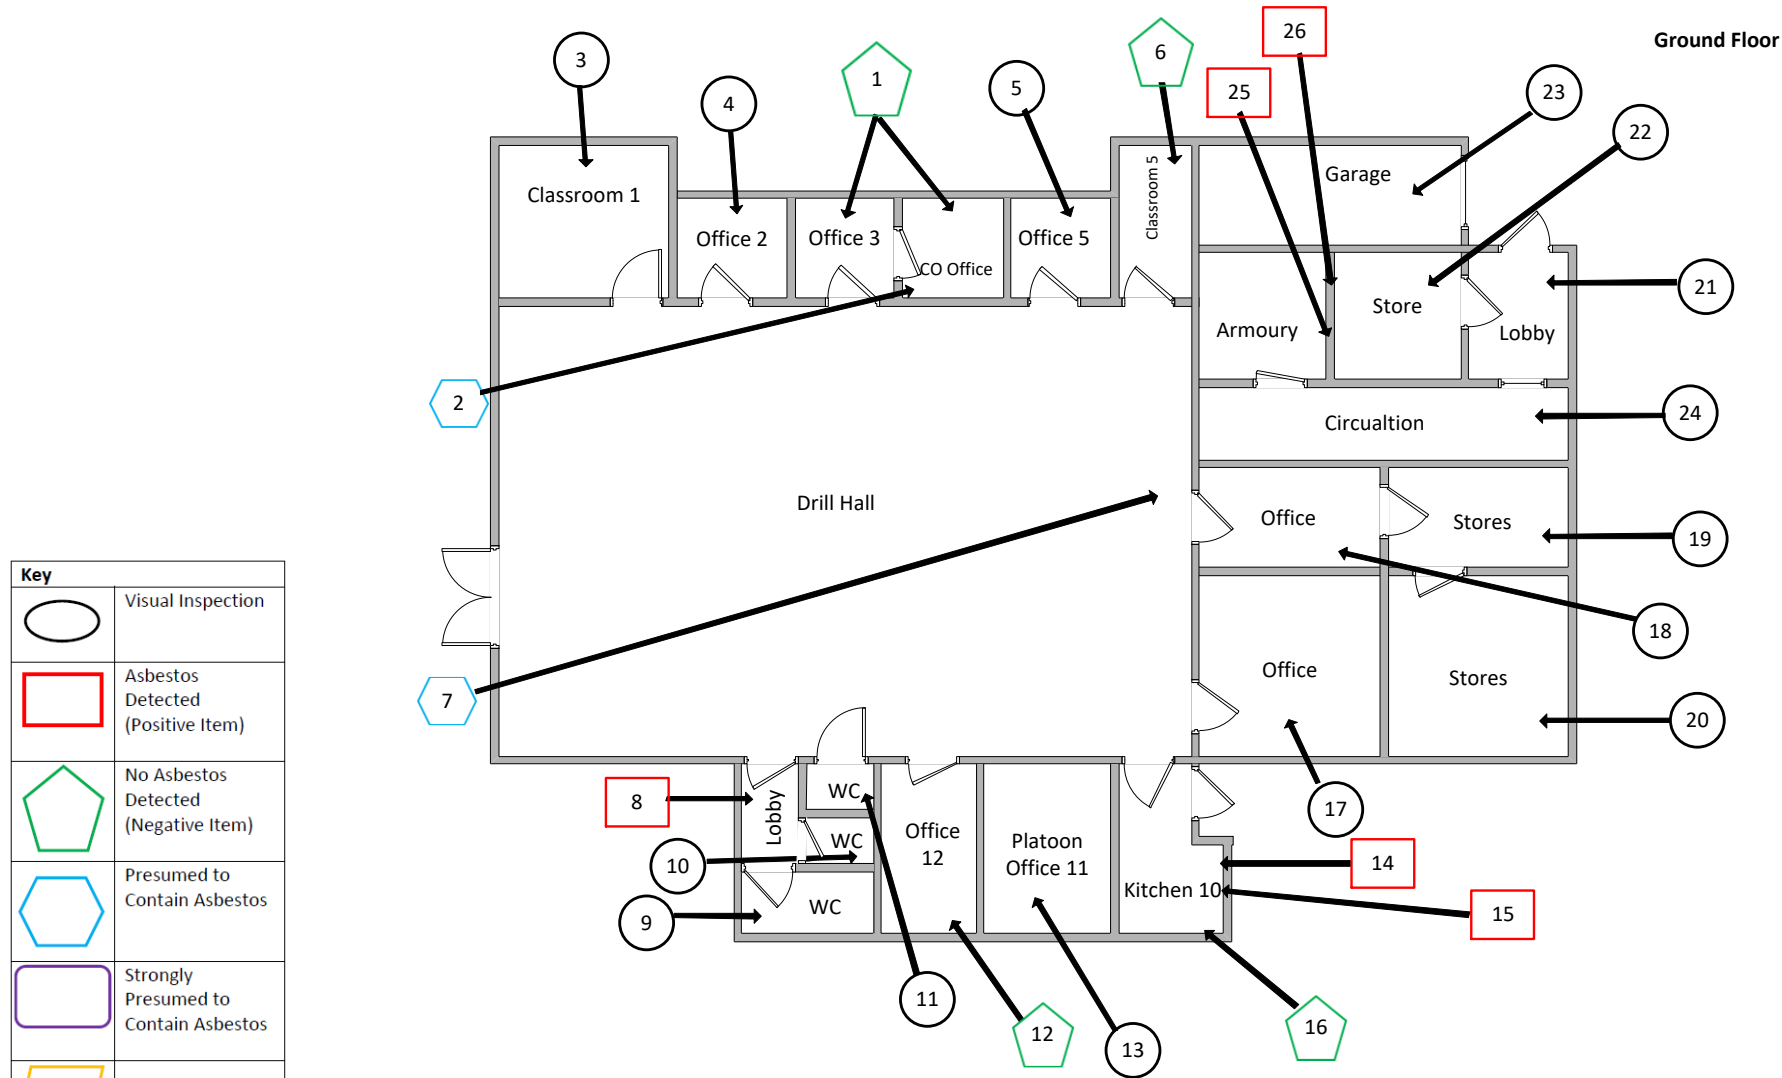 Ground Floor
26
3
6
1
5
25
23
4
22
Garage
Classroom 1
Classroom 5
Office 2
Office 3
Office 5
CO Office
21
Store
Armoury
Lobby
2
24
Circualtion
Drill Hall
Office
Stores
19
Key
Visual Inspection
Asbestos
Detected
(Positive Item)
No Asbestos
Detected
(Negative Item)
Presumed to
Contain Asbestos
Strongly
Presumed to
Contain Asbestos
18
Office
Stores
7
20
8
Lobby
WC
WC
Office
12
Platoon
Office 11
17
10
14
Kitchen 10
9
WC
15
11
12
13
16